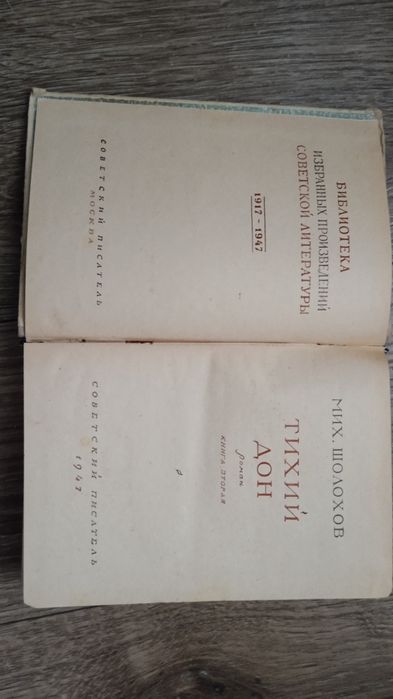 БИБЛИОТЕКА
ИЗБРАННЫХ ПРОИЗВЕДЕНИЙ
СОВЕТСКОЙ ЛИТЕРАТУРЫ
1917-1947
СОВЕТСКИЙ ПИСАТЕЛЬ
МОСКВА
МИХ. ШОЛОХОВ
ТИХИЙ
ДОН
роман
КНИГА ВТОРАЯ
СОВЕТСКИЙ ПИСАТЕЛЬ
1947